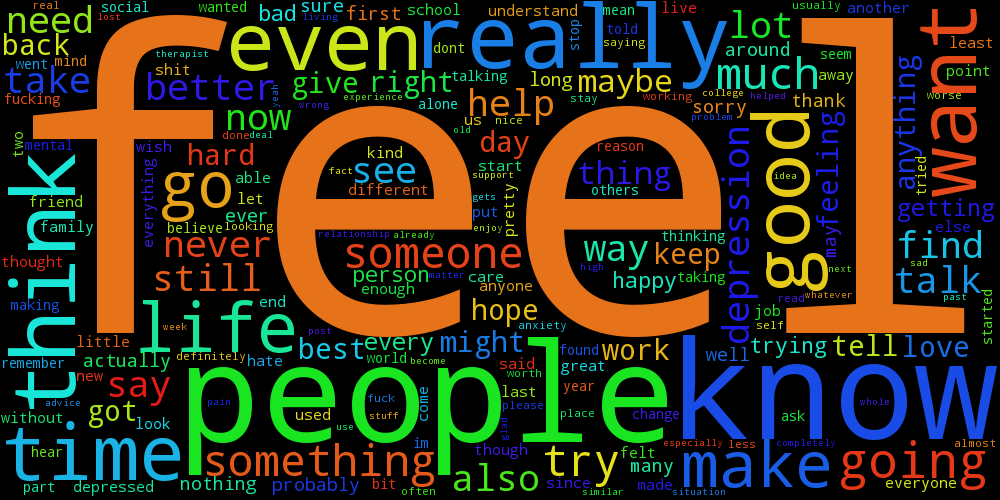 real
social
wanted
bad
sure
first
school
understand
mean
live
usually
another
need
lost
even
really
told
lot
back
went
mind
therapist
dont
stop
saying
around
seem
least
take
shit
better
give
right
talking
long
maybe
much
away
point
want
fucking
yeah
experience
alone
help
stay
working
college
sorry
helped
thank
worse
anything
now
wrong
us
nice
problem
feel
two
mental
done
deal
old
day
reason
good
hard
wish
kind
see
start
thing
depression
feeling
tried
think
everything
go
able
fact
support
different
others
idea
friend
let
gets
pretty
put
getting
family
ever
believe
looking
enjoy
may
else
never
relationship
already
someone
way
thinking
keep
find
thought
still
person
matter
care
high
sad
next
talk
enough
anyone
happy
taking
making
end
hope
read
whatever
past
life
week
post
anxiety
job
self
started
little
actually
hate
best
every
might
work
trying
tell
love
definitely
world
become
found
great
well
remember
new
say
said
worth
people
know
advice
pain
fuck
come
last
year
please
whole
without
got
look
used
stuff
use
place
change
ask
glad
time
hear
im
though
felt
especially
less
completely
almost
something
also
try
many
make
going
part
depressed
nothing
probably
bit
often
since
similar
made
situation
everyone